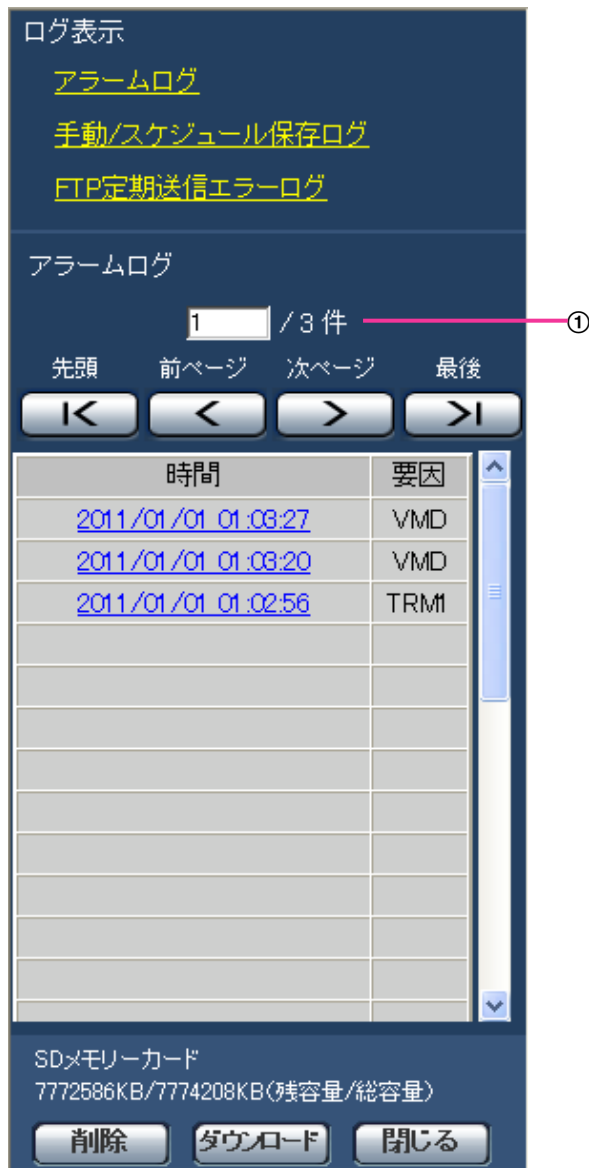 ログ表示
アラームログ
手動/スケジュール保存ログ
FTP定期送信エラーログ
アラームログ
1 / 3 件 ①
先頭 前ページ 次ページ 最後
|< < > >|
時間 要因
2011/01/01 01:03:27 VMD
2011/01/01 01:03:20 VMD
2011/01/01 01:02:56 TRM1
SDメモリーカード
7772586KB/7774208KB(残容量/総容量)
削除 ダウンロード 閉じる